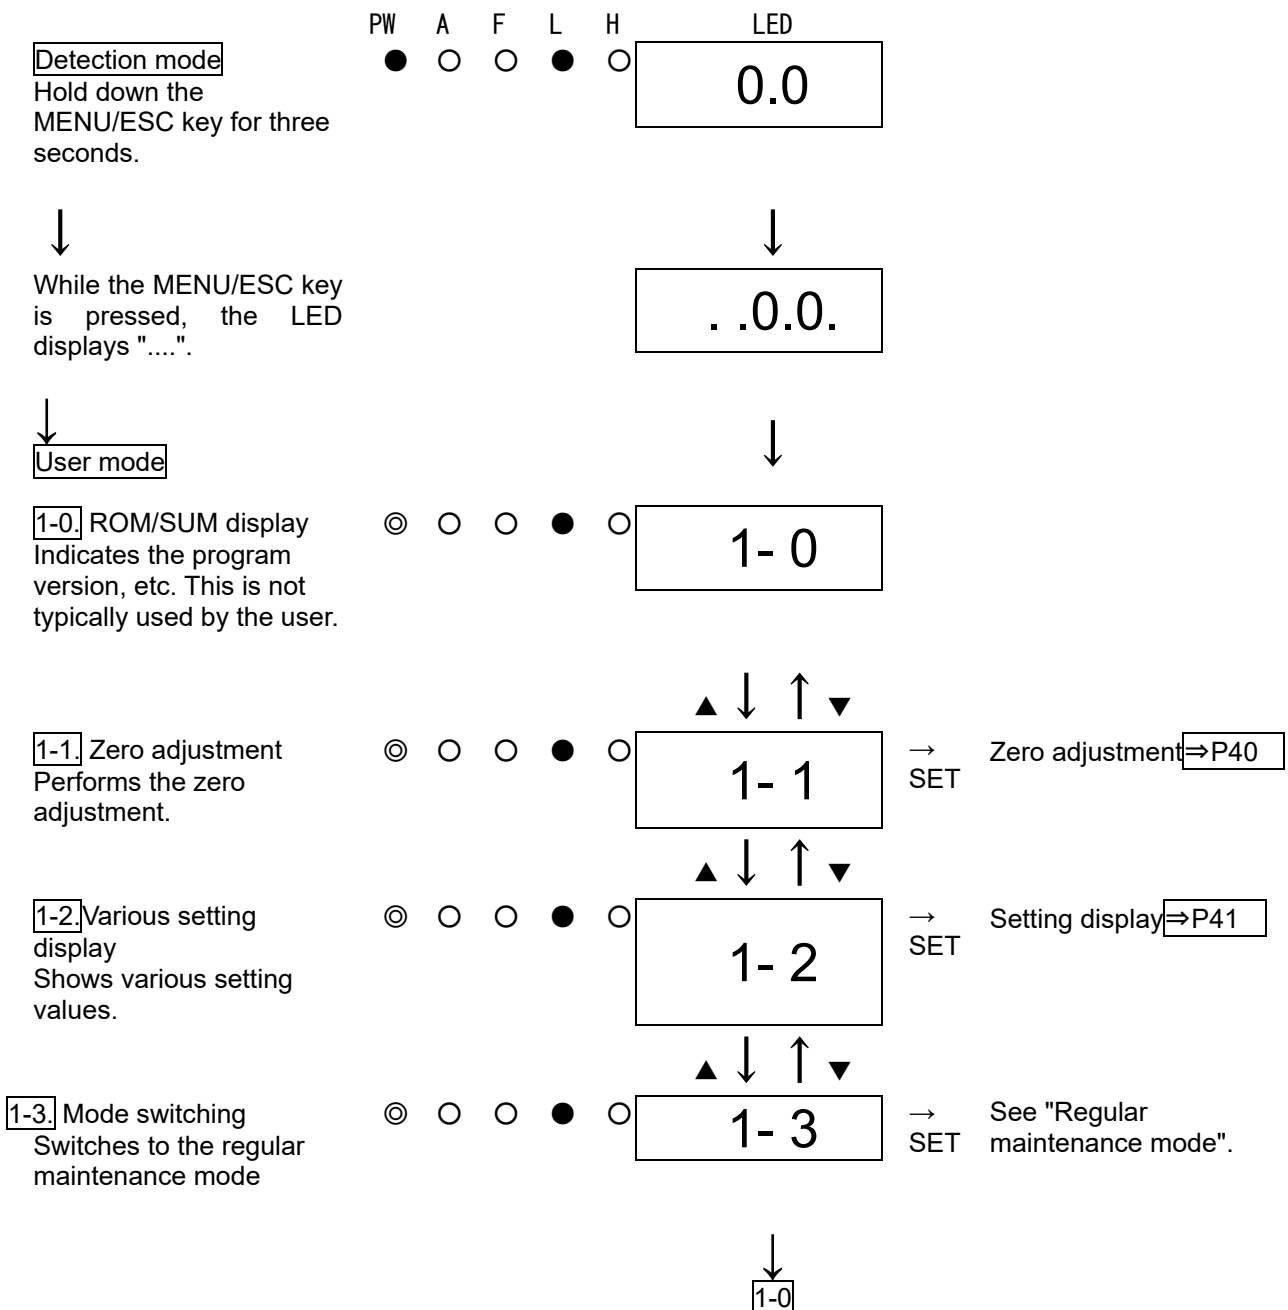 PW A F L H LED
Detection mode ● ○ ○ ● ○ 0.0
Hold down the
MENU/ESC key for three
seconds.
↓ ↓
While the MENU/ESC key
is pressed, the LED
displays "....".
. .0.0.
↓ ↓
User mode
1-0. ROM/SUM display ◎ ○ ○ ● ○ 1- 0
Indicates the program
version, etc. This is not
typically used by the user.
▲ ↓ ↑ ▼
1-1. Zero adjustment ◎ ○ ○ ● ○ 1- 1 → Zero adjustment⇒P40
Performs the zero SET
adjustment.
▲ ↓ ↑ ▼
1-2.Various setting ◎ ○ ○ ● ○ 1- 2 → Setting display⇒P41
display SET
Shows various setting
values.
▲ ↓ ↑ ▼
1-3. Mode switching ◎ ○ ○ ● ○ 1- 3 → See "Regular
Switches to the regular SET maintenance mode".
maintenance mode
↓
1-0